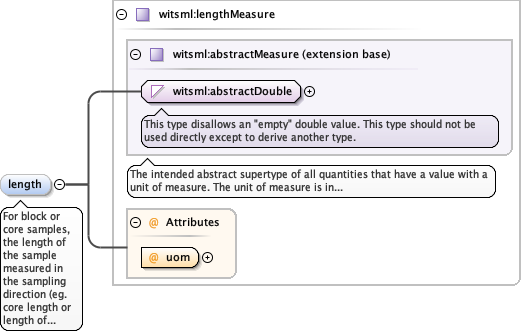 witsml:lengthMeasure
witsml:abstractMeasure (extension base)
witsml:abstractDouble
This type disallows an "empty" double value. This type should not be
used directly except to derive another type.
The intended abstract supertype of all quantities that have a value with a
unit of measure. The unit of measure is in...
length
For block or
core samples,
the length of
the sample
measured in
the sampling
direction (eg.
core length or
length of...
@ Attributes
@ uom